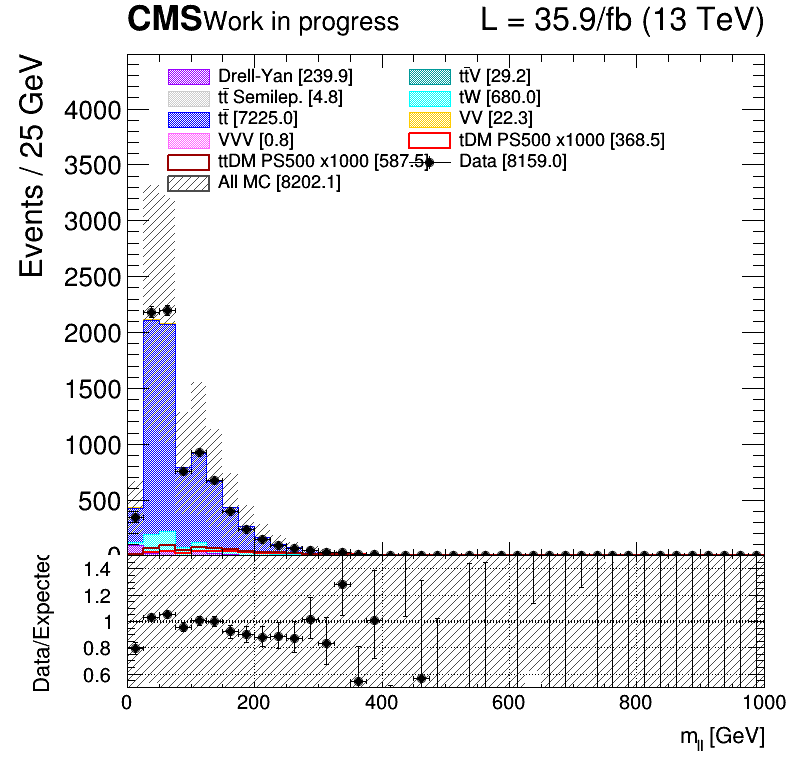 CMS Work in progress L = 35.9/fb (13 TeV)
Drell-Yan [239.9] tt̄V [29.2]
tt̄ Semilep. [4.8] tW [680.0]
tt̄ [7225.0] VV [22.3]
VVV [0.8] tDM PS500 x1000 [368.5]
ttDM PS500 x1000 [587.5] Data [8159.0]
All MC [8202.1]
Events / 25 GeV
4000
3500
3000
2500
2000
1500
1000
500
0
Data/Expected
1.4
1.2
1
0.8
0.6
0 200 400 600 800 1000
m_ll [GeV]